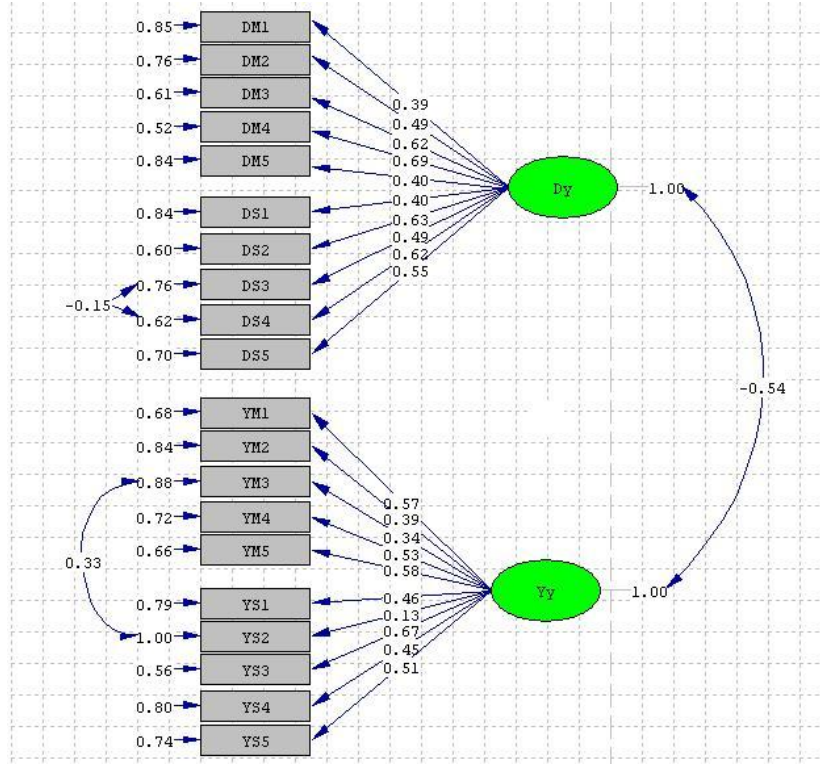 0.85 DM1
0.76 DM2
0.61 DM3
0.52 DM4
0.84 DM5
0.84 DS1
0.60 DS2
0.76 DS3
-0.15
0.62 DS4
0.70 DS5
0.39
0.49
0.62
0.69
0.40
0.40
0.63
0.49
0.62
0.55
Dy 1.00
-0.54
0.68 YM1
0.84 YM2
0.88 YM3
0.72 YM4
0.66 YM5
0.33
0.79 YS1
1.00 YS2
0.56 YS3
0.80 YS4
0.74 YS5
0.57
0.39
0.34
0.53
0.58
0.46
0.13
0.67
0.45
0.51
Yy 1.00